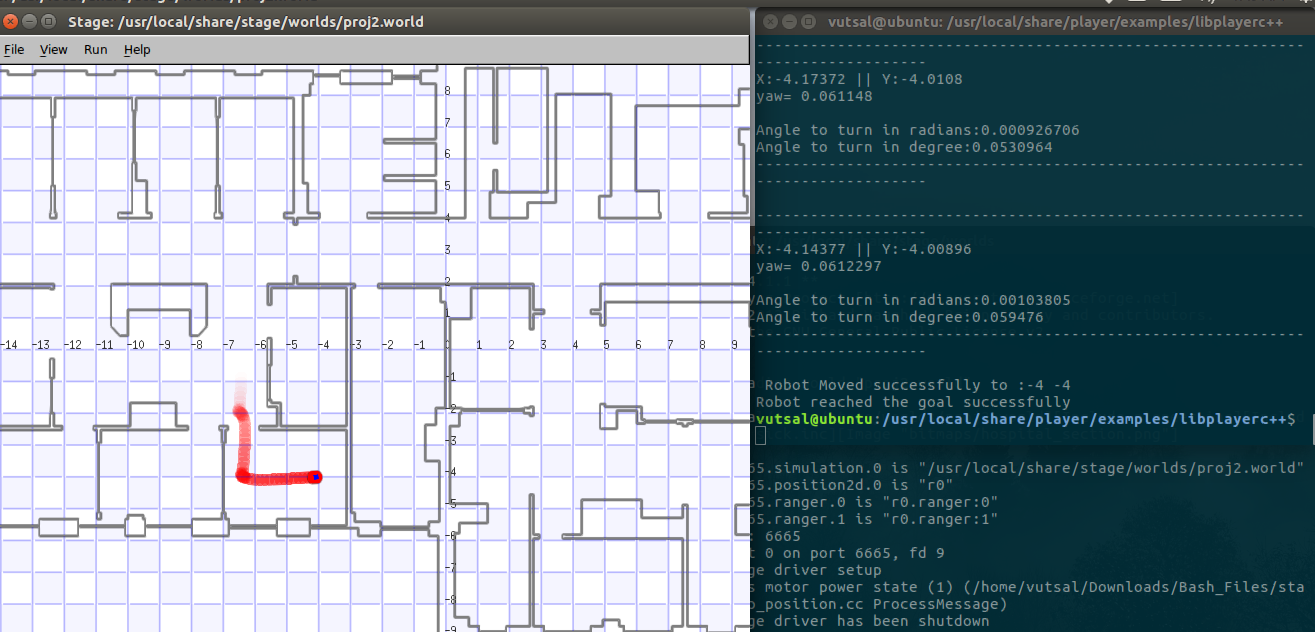 Stage: /usr/local/share/stage/worlds/proj2.world
File View Run Help
8
7
6
5
4
3
2
1
-14 -13 -12 -11 -10 -9 -8 -7 -6 -5 -4 -3 -2 -1 0 1 2 3 4 5 6 7 8 9
-1
-2
-3
-4
-5
-6
-7
-8
-9
vutsal@ubuntu: /usr/local/share/player/examples/libplayerc++
X:-4.17372 || Y:-4.0108
yaw= 0.061148
Angle to turn in radians:0.000926706
Angle to turn in degree:0.0530964
X:-4.14377 || Y:-4.00896
yaw= 0.0612297
Angle to turn in radians:0.00103805
Angle to turn in degree:0.059476
Robot Moved successfully to :-4 -4
Robot reached the goal successfully
vutsal@ubuntu:/usr/local/share/player/examples/libplayerc++$
65.simulation.0 is "/usr/local/share/stage/worlds/proj2.world"
65.position2d.0 is "r0"
65.ranger.0 is "r0.ranger:0"
65.ranger.1 is "r0.ranger:1"
: 6665
t 0 on port 6665, fd 9
ge driver setup
s motor power state (1) (/home/vutsal/Downloads/Bash_Files/sta
o_position.cc ProcessMessage)
ge driver has been shutdown